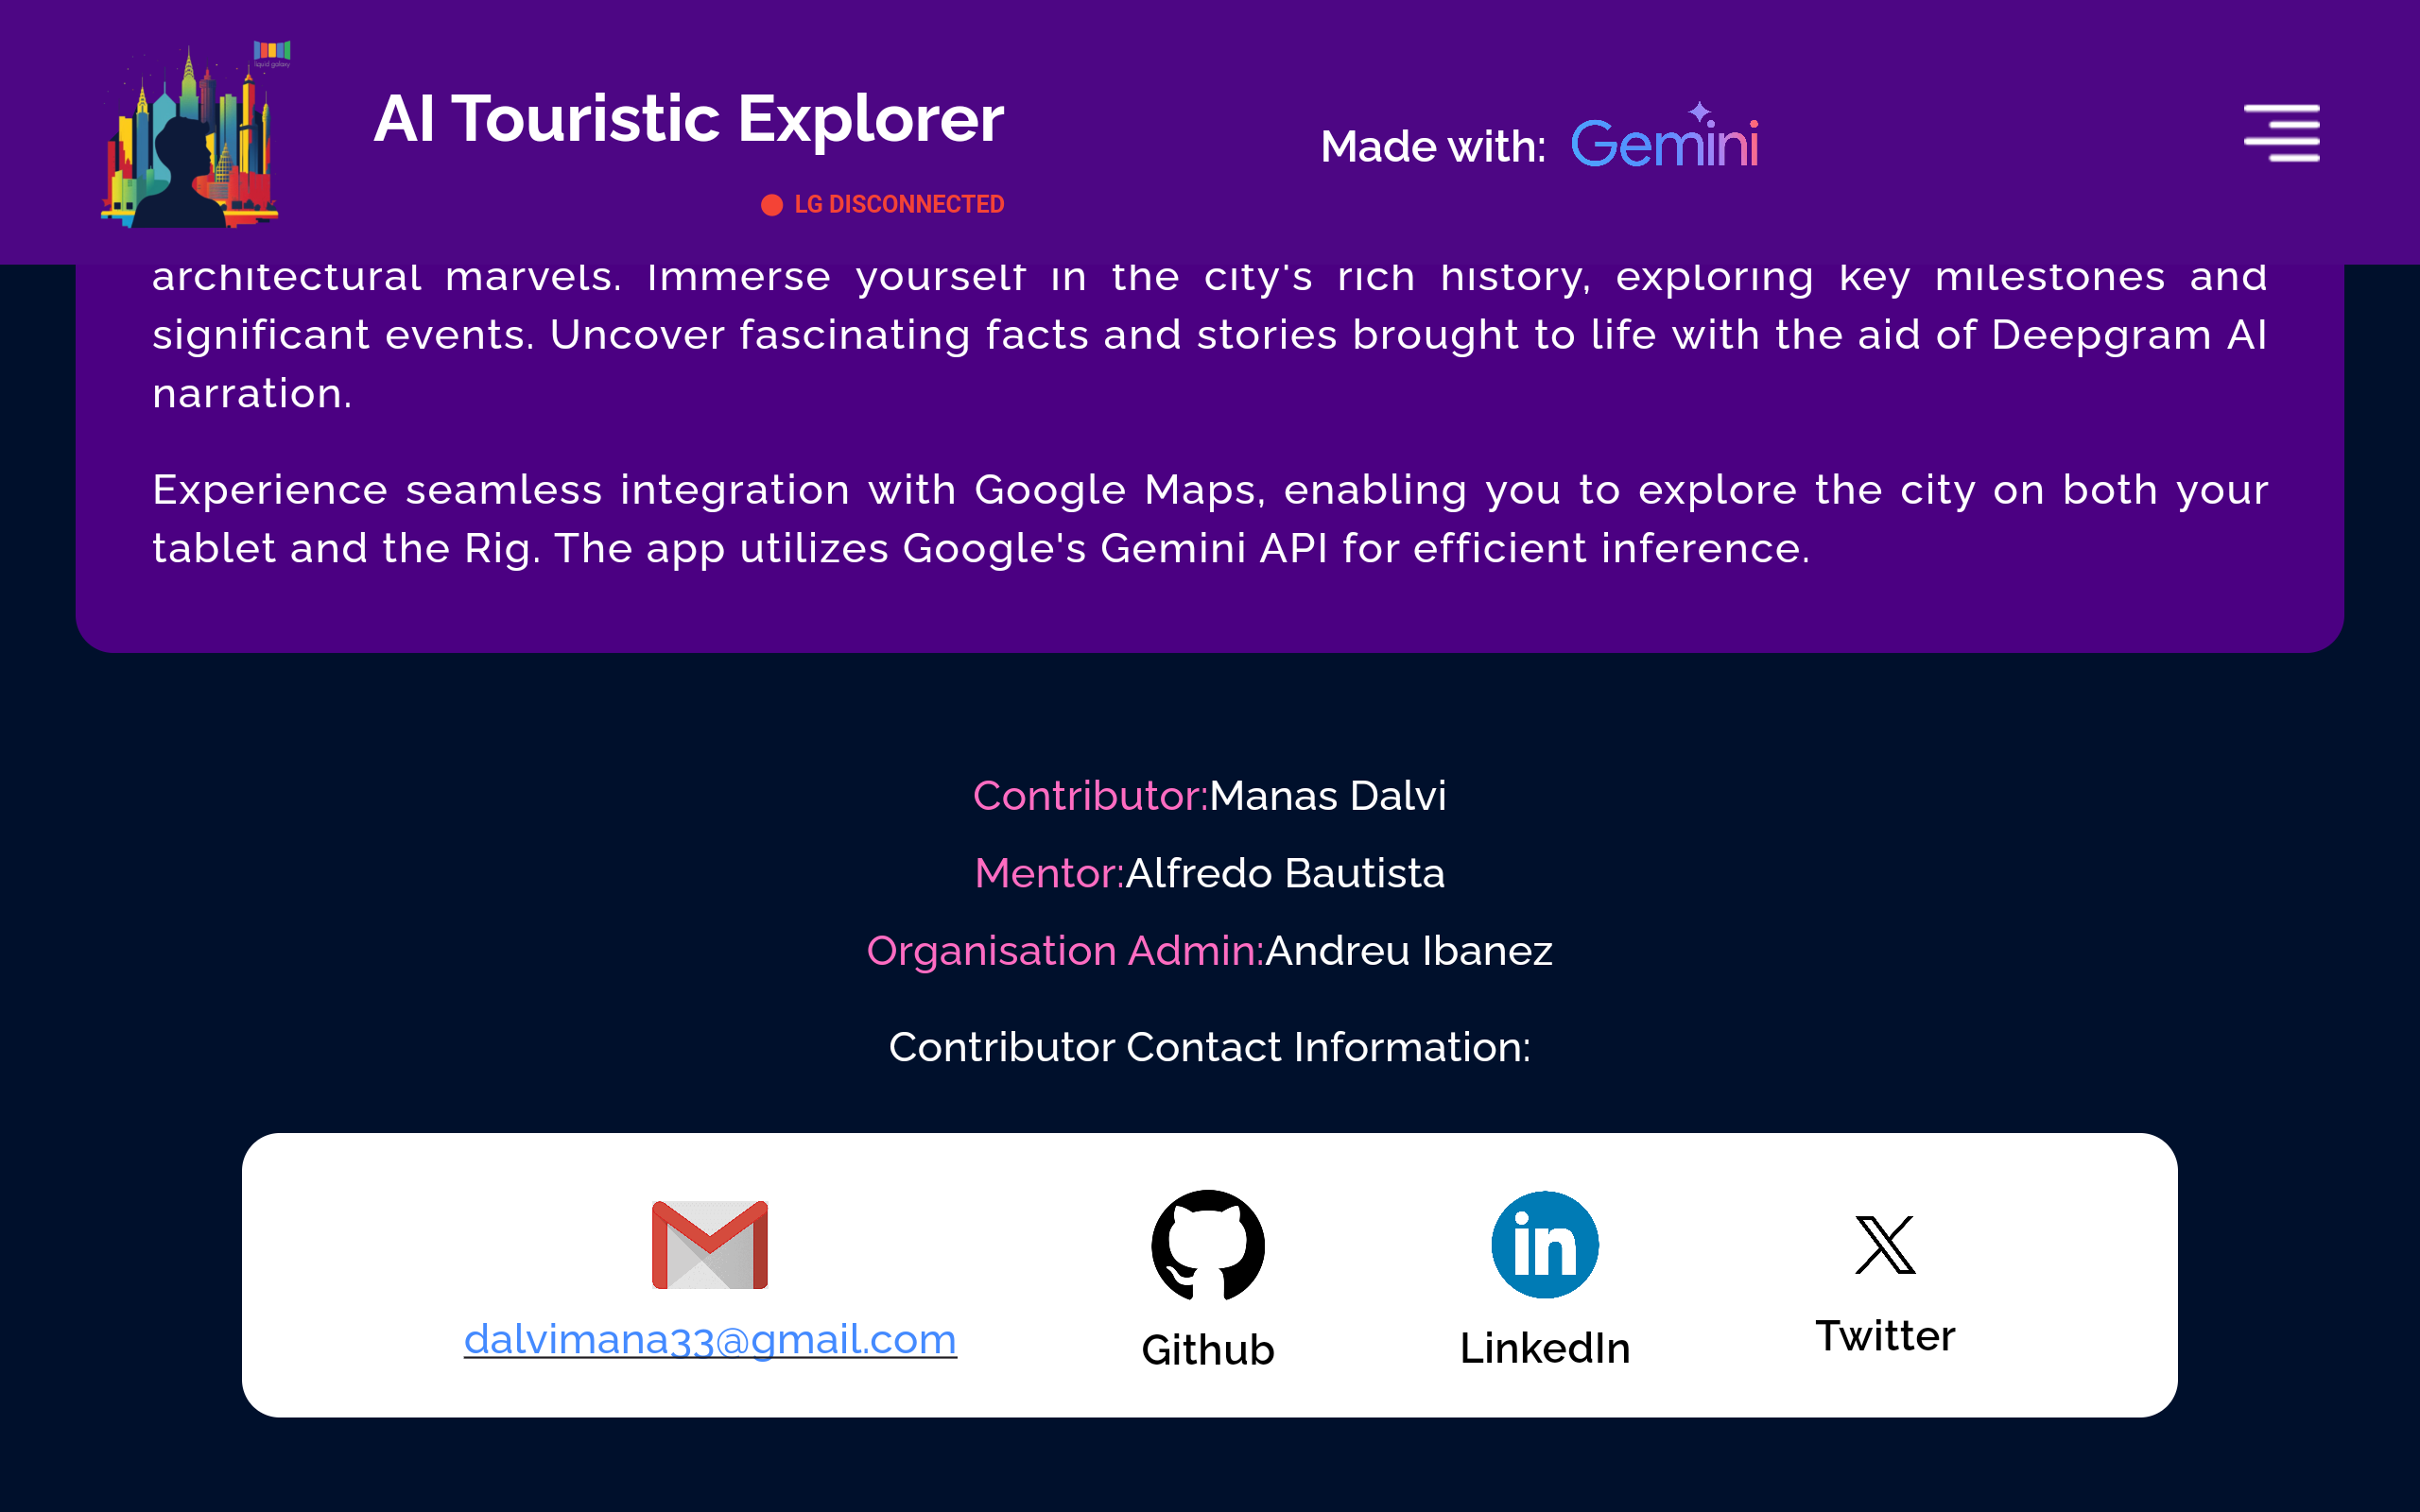 liquid galaxy
AI Touristic Explorer
LG DISCONNECTED
Made with: Gemini
architectural marvels. Immerse yourself in the city's rich history, exploring key milestones and
significant events. Uncover fascinating facts and stories brought to life with the aid of Deepgram AI
narration.
Experience seamless integration with Google Maps, enabling you to explore the city on both your
tablet and the Rig. The app utilizes Google's Gemini API for efficient inference.
Contributor:Manas Dalvi
Mentor:Alfredo Bautista
Organisation Admin:Andreu Ibanez
Contributor Contact Information:
in
dalvimana33@gmail.com
Github
LinkedIn
Twitter